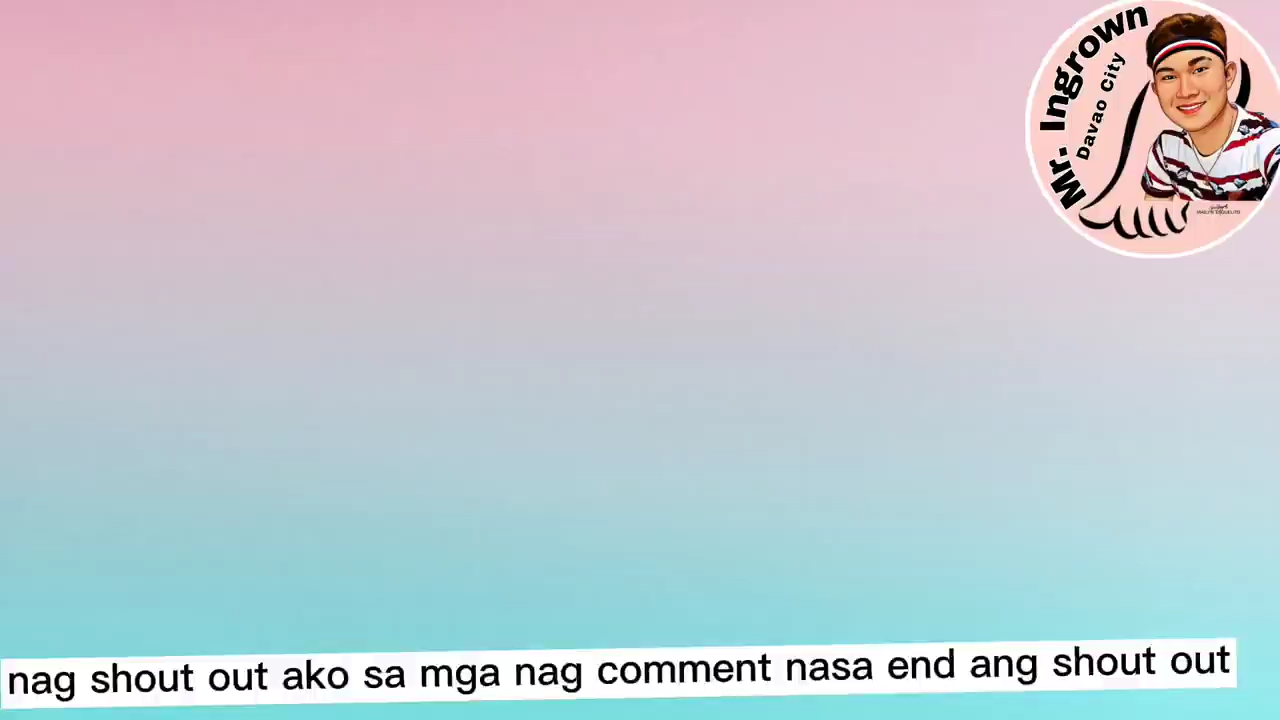 Mr. Ingrown
Davao City
nag shout out ako sa mga nag comment nasa end ang shout out